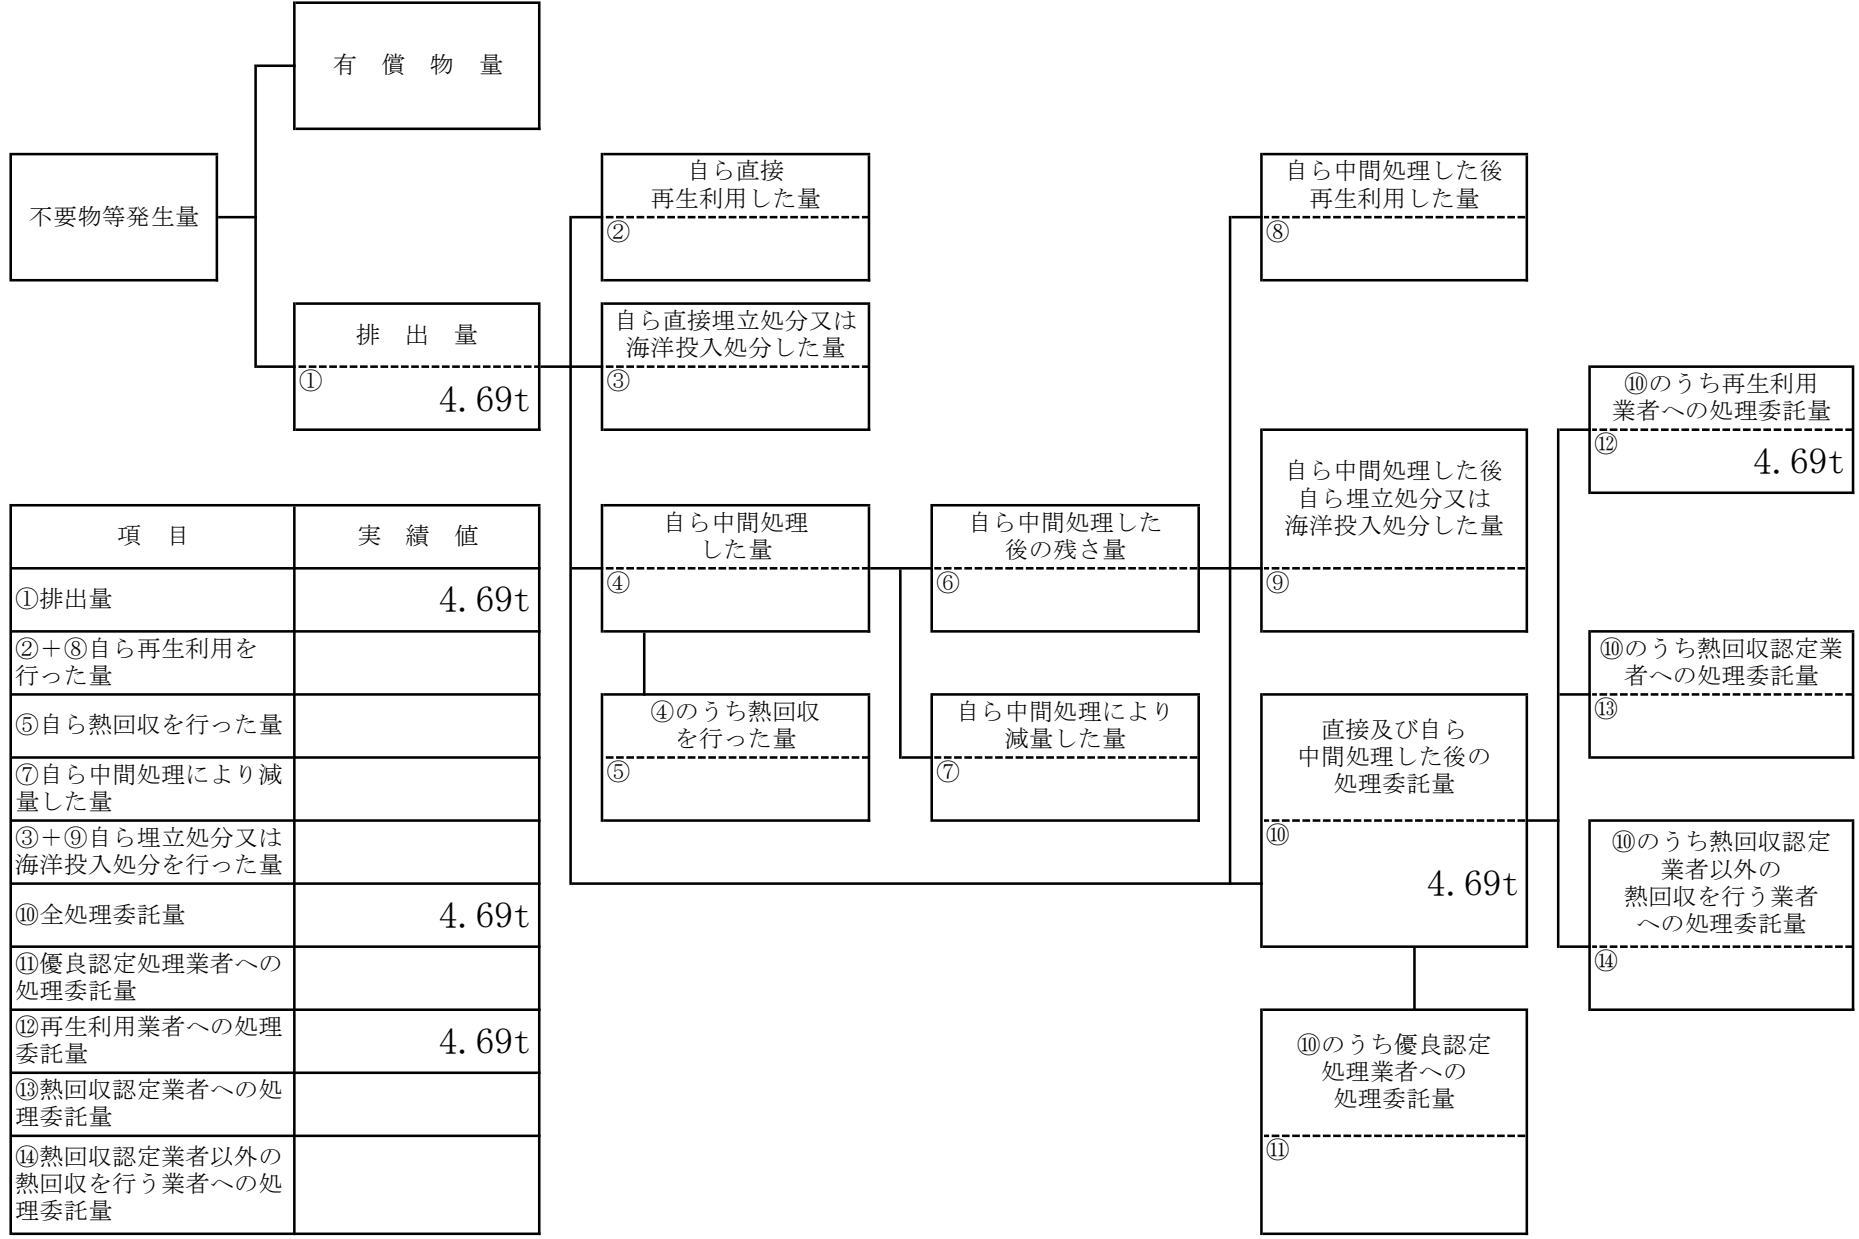 有　償　物　量
不要物等発生量
排　出　量
①
4.69t
自ら直接
再生利用した量
②
自ら直接埋立処分又は
海洋投入処分した量
③
自ら中間処理
した量
④
④のうち熱回収
を行った量
⑤
自ら中間処理した
後の残さ量
⑥
自ら中間処理により
減量した量
⑦
自ら中間処理した後
再生利用した量
⑧
自ら中間処理した後
自ら埋立処分又は
海洋投入処分した量
⑨
直接及び自ら
中間処理した後の
処理委託量
⑩
4.69t
⑩のうち優良認定
処理業者への
処理委託量
⑪
⑩のうち再生利用
業者への処理委託量
⑫
4.69t
⑩のうち熱回収認定業
者への処理委託量
⑬
⑩のうち熱回収認定
業者以外の
熱回収を行う業者
への処理委託量
⑭
項　目　実　績　値
①排出量　4.69t
②＋⑧自ら再生利用を
行った量
⑤自ら熱回収を行った量
⑦自ら中間処理により減
量した量
③＋⑨自ら埋立処分又は
海洋投入処分を行った量
⑩全処理委託量　4.69t
⑪優良認定処理業者への
処理委託量
⑫再生利用業者への処理
委託量　4.69t
⑬熱回収認定業者への処
理委託量
⑭熱回収認定業者以外の
熱回収を行う業者への処
理委託量